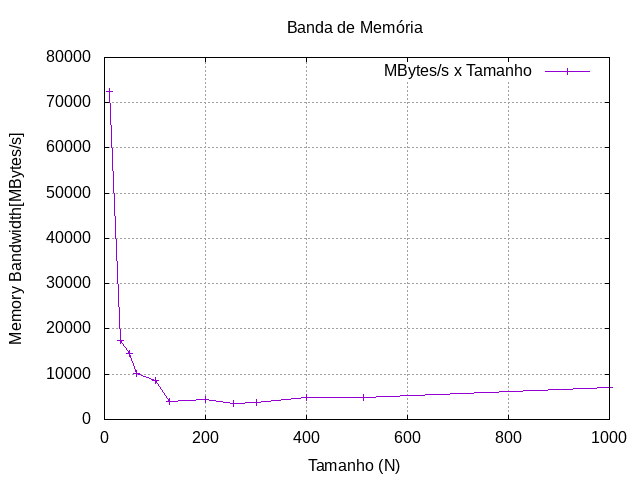 Banda de Memória
MBytes/s x Tamanho
80000
70000
60000
50000
40000
30000
20000
10000
0
Memory Bandwidth[MBytes/s]
0 200 400 600 800 1000
Tamanho (N)